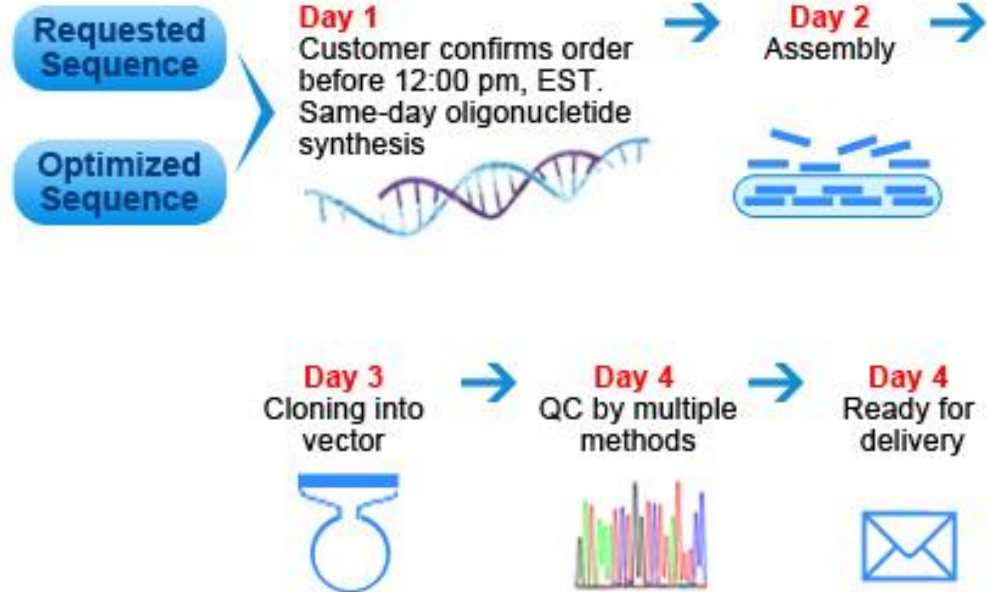 Requested
Sequence
Optimized
Sequence
Day 1
Customer confirms order
before 12:00 pm, EST.
Same-day oligonucletide
synthesis
Day 2
Assembly
Day 3
Cloning into
vector
Day 4
QC by multiple
methods
Day 4
Ready for
delivery